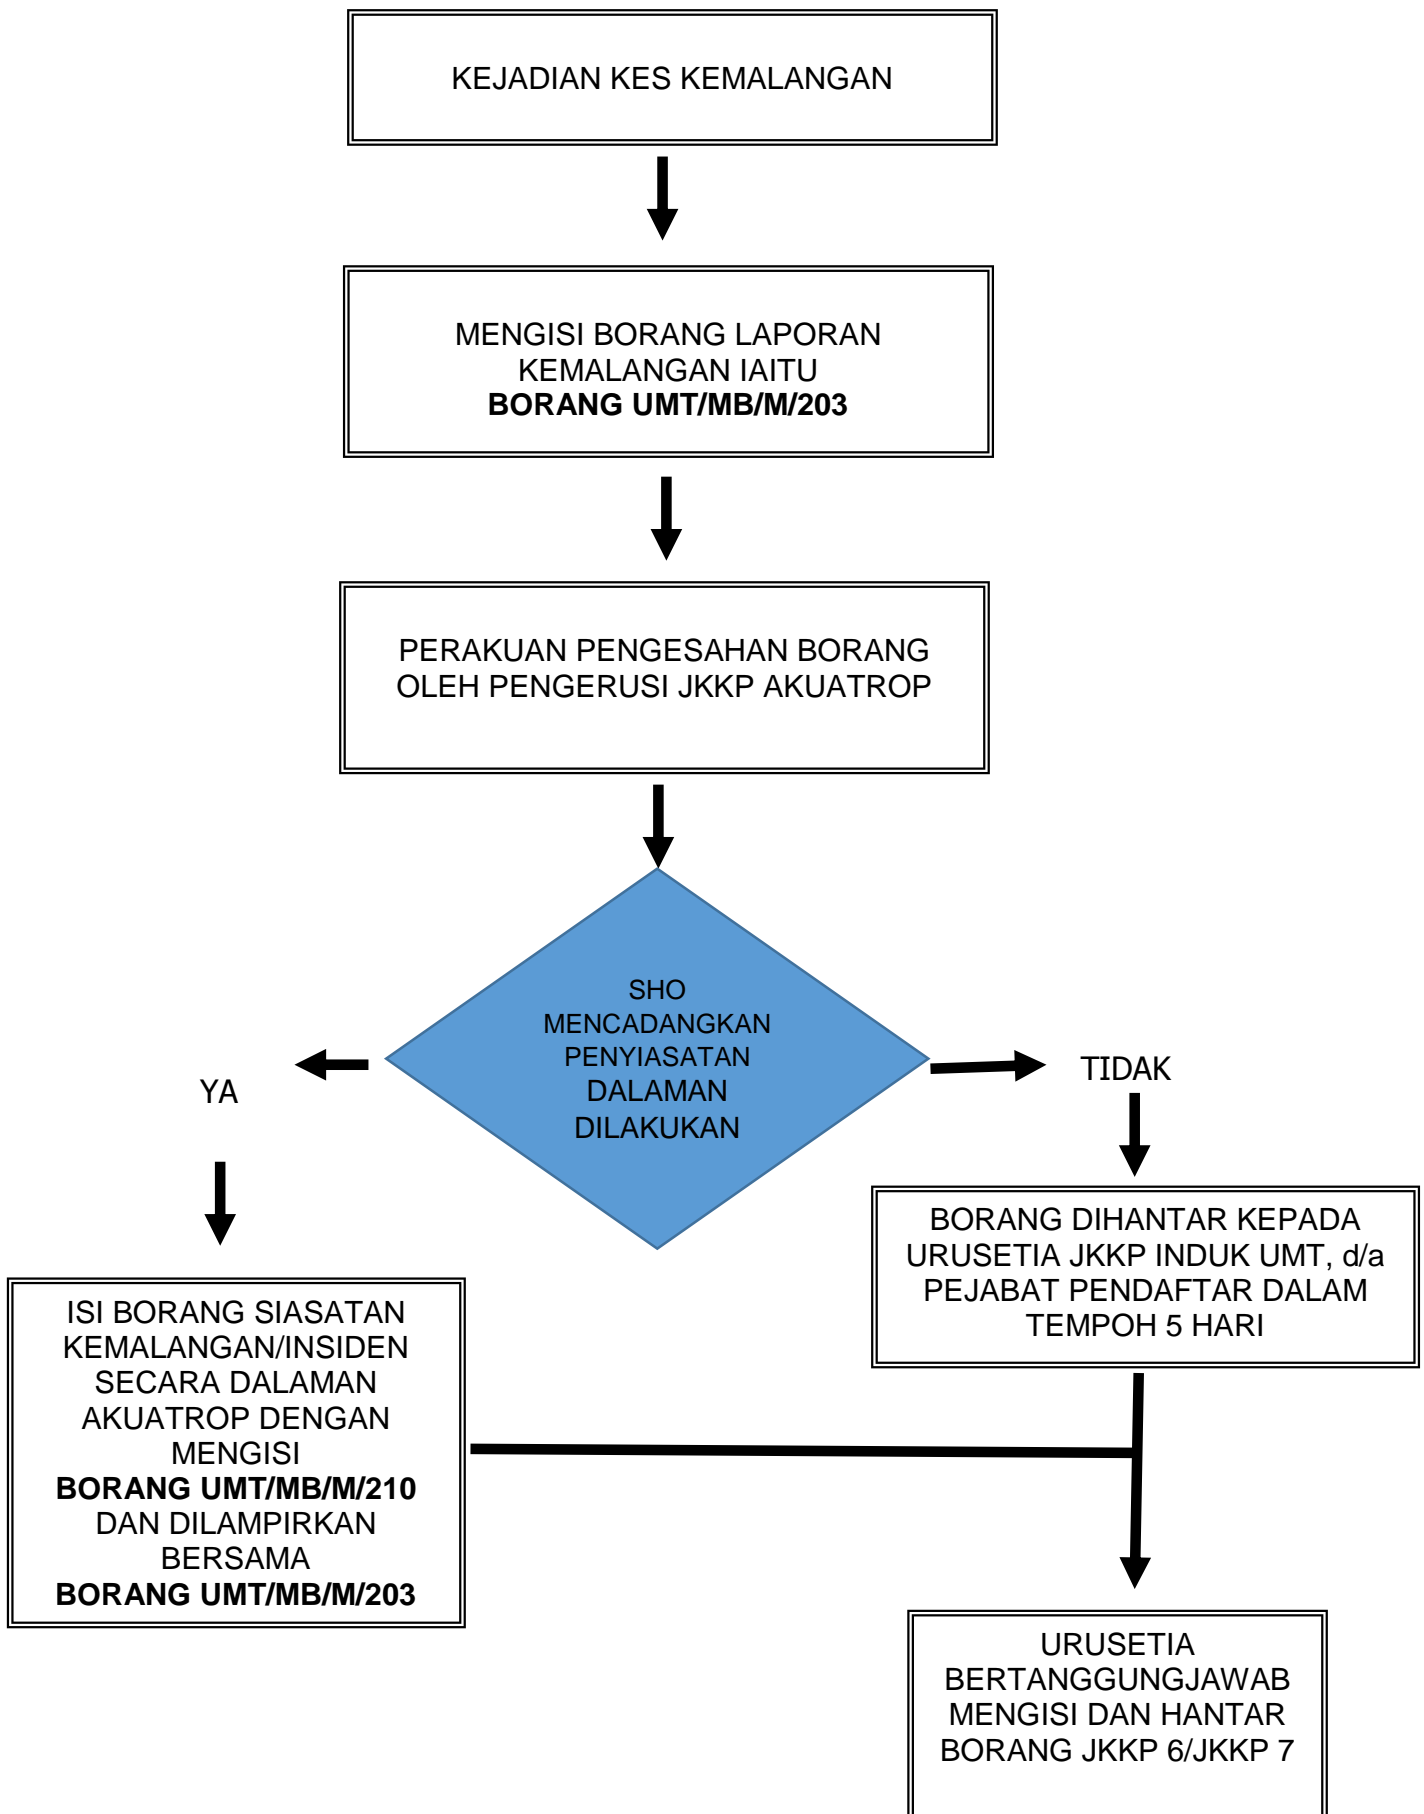 KEJADIAN KES KEMALANGAN
MENGISI BORANG LAPORAN
KEMALANGAN IAITU
BORANG UMT/MB/M/203
PERAKUAN PENGESAHAN BORANG
OLEH PENGERUSI JKKP AKUATROP
SHO
MENCADANGKAN
PENYIASATAN
DALAMAN
DILAKUKAN
YA
TIDAK
BORANG DIHANTAR KEPADA
URUSETIA JKKP INDUK UMT, d/a
PEJABAT PENDAFTAR DALAM
TEMPOH 5 HARI
ISI BORANG SIASATAN
KEMALANGAN/INSIDEN
SECARA DALAMAN
AKUATROP DENGAN
MENGISI
BORANG UMT/MB/M/210
DAN DILAMPIRKAN
BERSAMA
BORANG UMT/MB/M/203
URUSETIA
BERTANGGUNGJAWAB
MENGISI DAN HANTAR
BORANG JKKP 6/JKKP 7